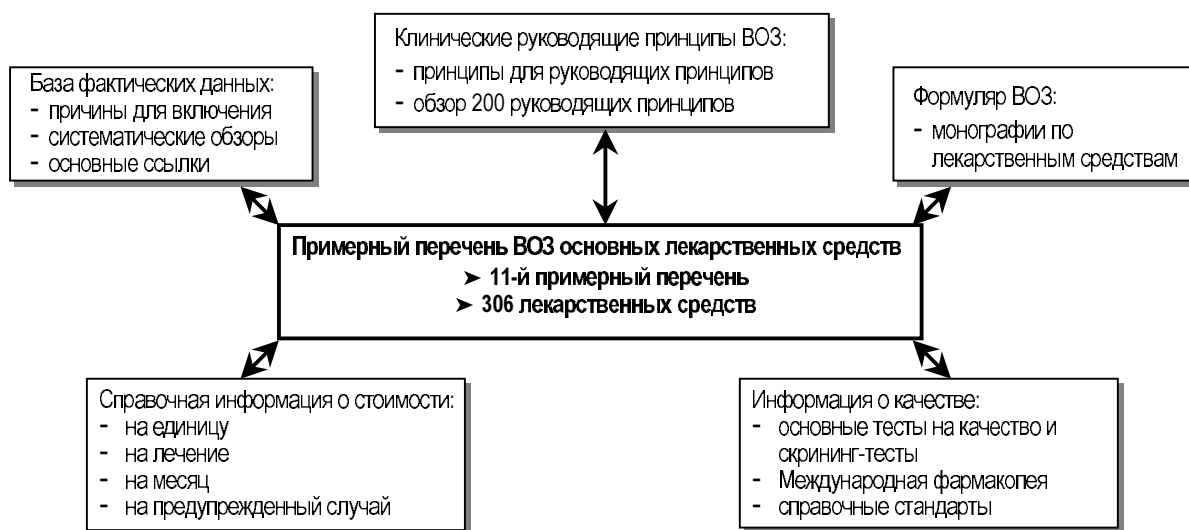 Клинические руководящие принципы ВОЗ:
- принципы для руководящих принципов
- обзор 200 руководящих принципов
База фактических данных:
- причины для включения
- систематические обзоры
- основные ссылки
Формуляр ВОЗ:
- монографии по
лекарственным средствам
Примерный перечень ВОЗ основных лекарственных средств
➤ 11-й примерный перечень
➤ 306 лекарственных средств
Справочная информация о стоимости:
- на единицу
- на лечение
- на месяц
- на предупрежденный случай
Информация о качестве:
- основные тесты на качество и
скрининг-тесты
- Международная фармакопея
- справочные стандарты